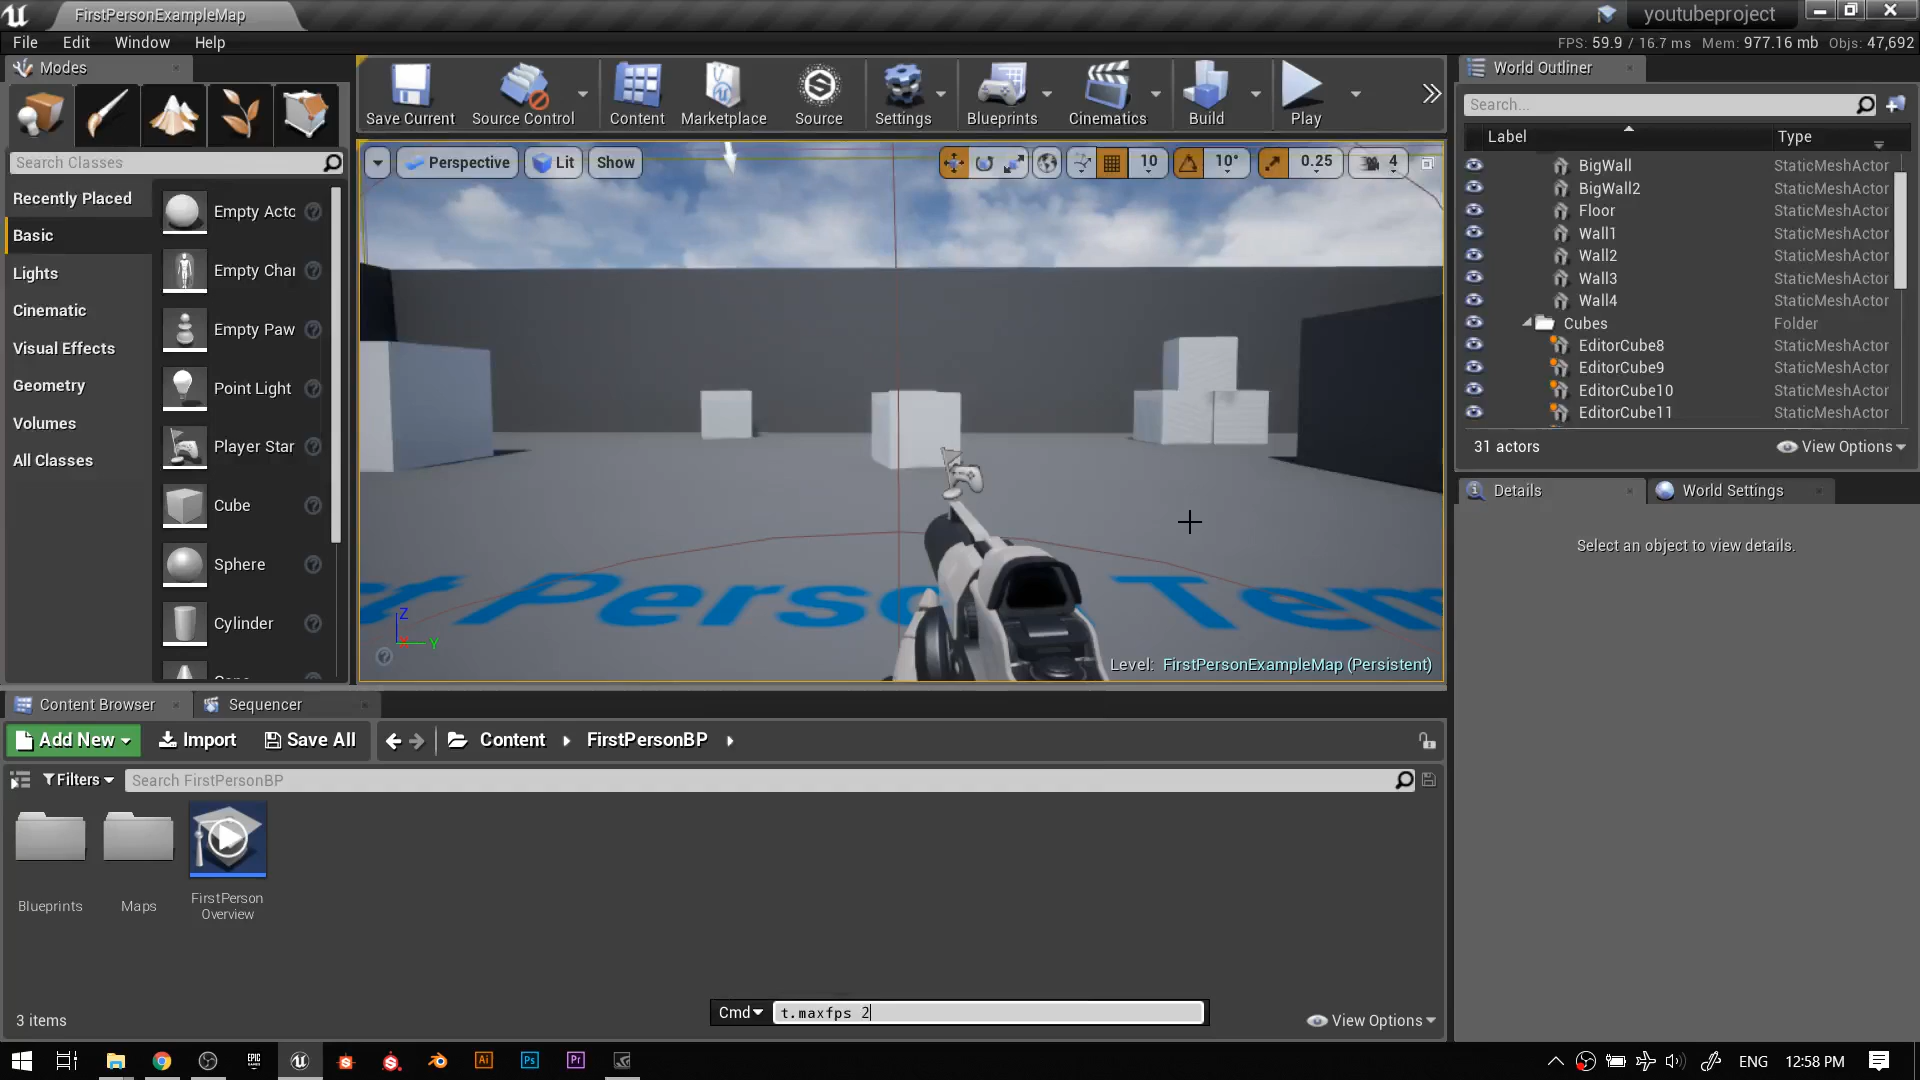 FirstPersonExampleMap
youtubeproject
File Edit Window Help
FPS: 59.9 / 16.7 ms Mem: 977.16 mb Objs: 47,692
Modes
Save Current Source Control Content Marketplace Source Settings Blueprints Cinematics Build Play
World Outliner
Search...
Label Type
Search Classes
Perspective Lit Show 10 10° 0.25 4
Recently Placed
Basic
Lights
Cinematic
Visual Effects
Geometry
Volumes
All Classes
Empty Acto
Empty Char
Empty Paw
Point Light
Player Star
Cube
Sphere
Cylinder
BigWall StaticMeshActor
BigWall2 StaticMeshActor
Floor StaticMeshActor
Wall1 StaticMeshActor
Wall2 StaticMeshActor
Wall3 StaticMeshActor
Wall4 StaticMeshActor
Cubes Folder
EditorCube8 StaticMeshActor
EditorCube9 StaticMeshActor
EditorCube10 StaticMeshActor
EditorCube11 StaticMeshActor
31 actors View Options
Details World Settings
Select an object to view details.
t Perso Tem
Z
X Y
Level: FirstPersonExampleMap (Persistent)
Content Browser Sequencer
Add New Import Save All Content FirstPersonBP
Filters Search FirstPersonBP
Blueprints
Maps
FirstPerson
Overview
Cmd t.maxfps 2
3 items View Options
EPIC
GAMES
Ai Ps Pr
ENG 12:58 PM